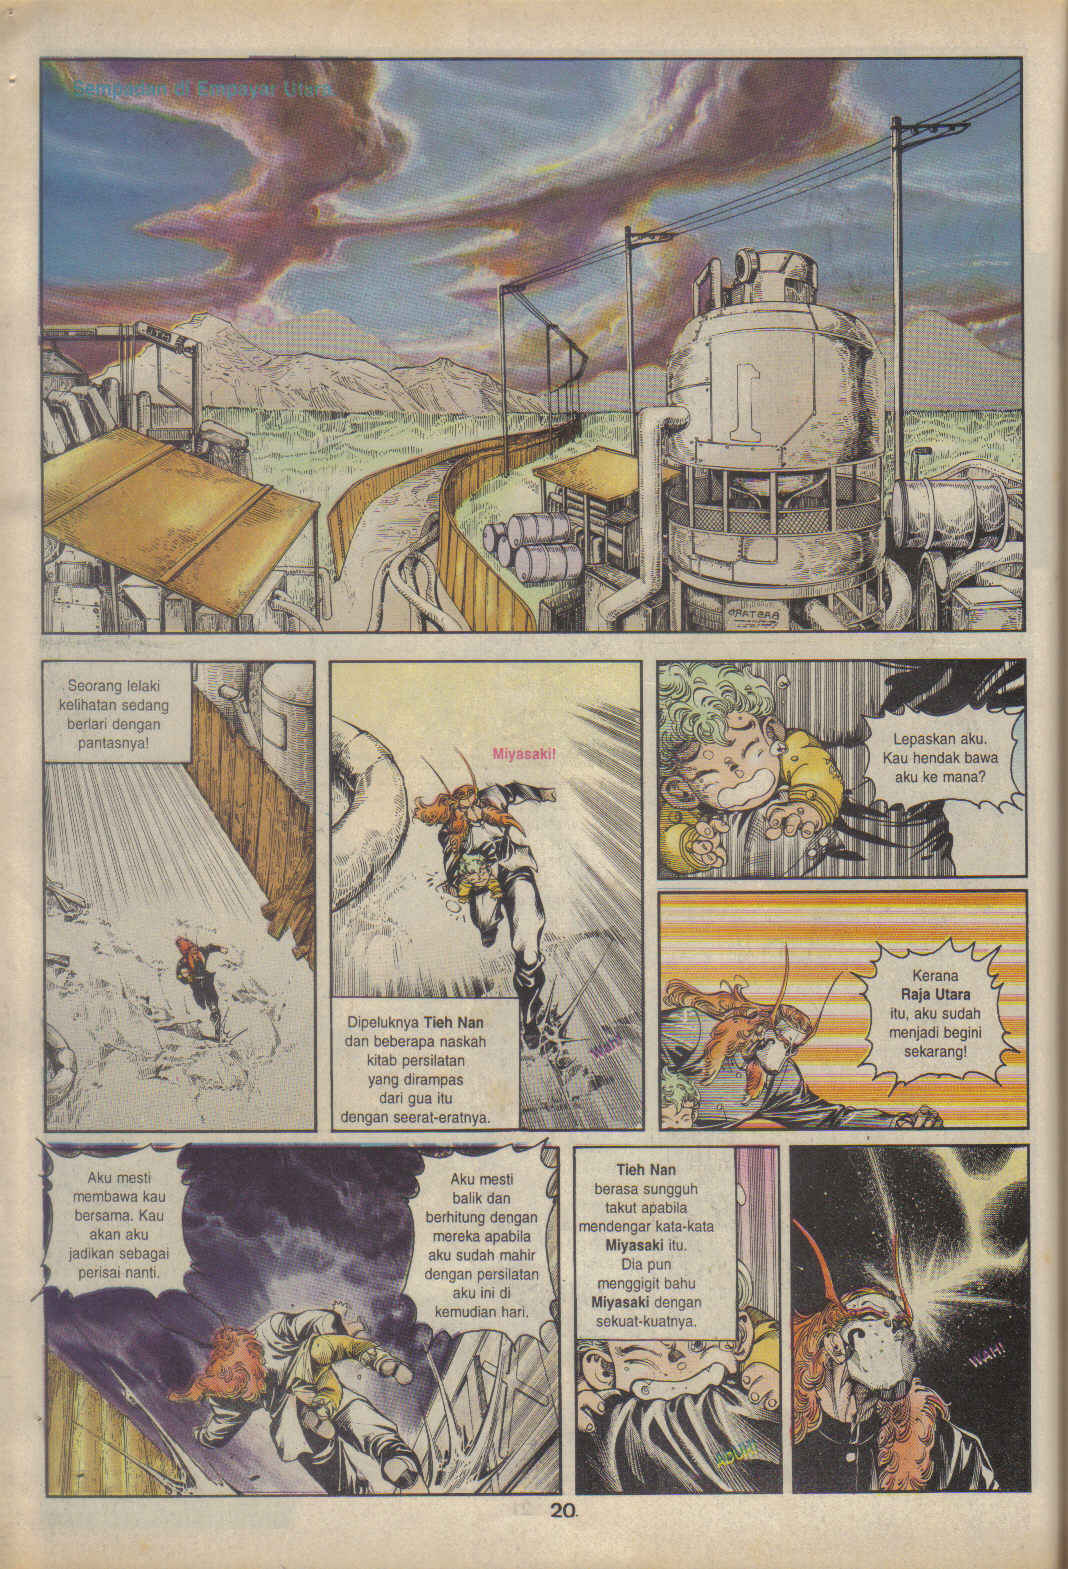 Sempadan di Empayar Utara.
1
Seorang lelaki
kelihatan sedang
berlari dengan
pantasnya!
Miyasaki!
Dipeluknya Tieh Nan
dan beberapa naskah
kitab persilatan
yang dirampas
dari gua itu
dengan seerat-eratnya.
WAH!
Lepaskan aku.
Kau hendak bawa
aku ke mana?
Kerana
Raja Utara
itu, aku sudah
menjadi begini
sekarang!
Aku mesti
membawa kau
bersama. Kau
akan aku
jadikan sebagai
perisai nanti.
Aku mesti
balik dan
berhitung dengan
mereka apabila
aku sudah mahir
dengan persilatan
aku ini di
kemudian hari.
Tieh Nan
berasa sungguh
takut apabila
mendengar kata-kata
Miyasaki itu.
Dia pun
menggigit bahu
Miyasaki dengan
sekuat-kuatnya.
ADUH!
WAH!
20.